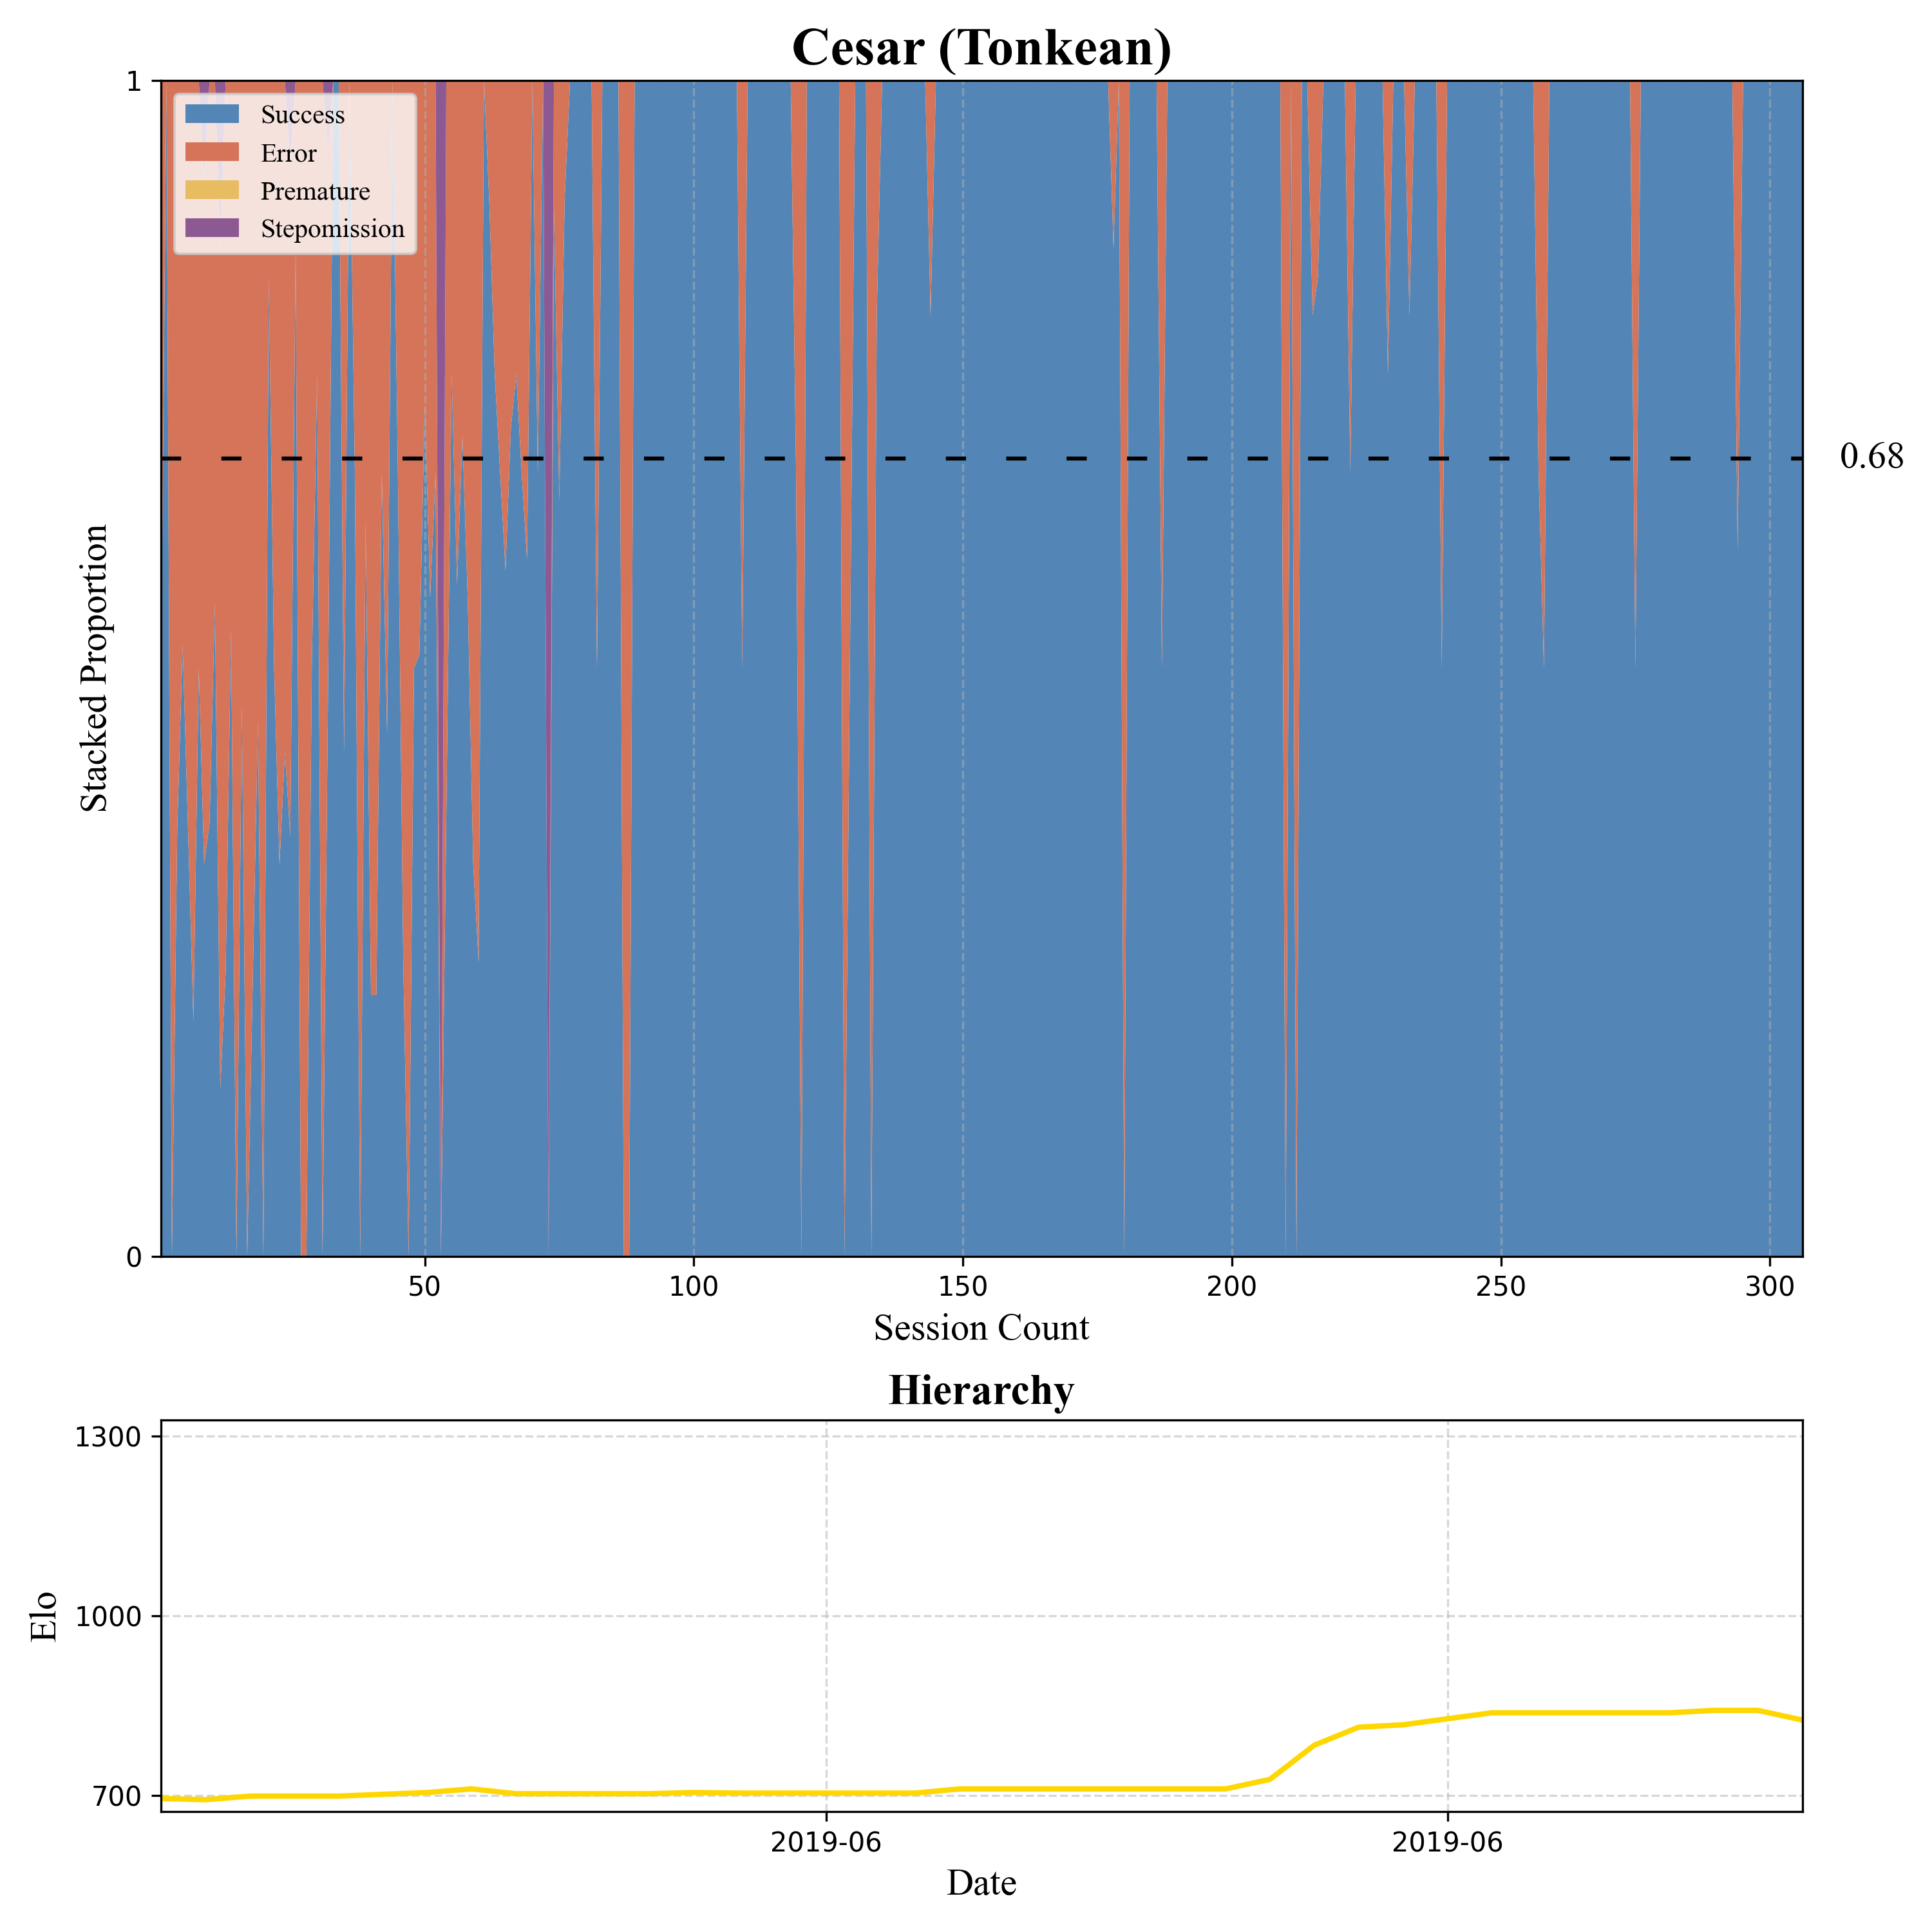 Cesar (Tonkean)
1
Success
Error
Premature
Stepomission
0.68
Stacked Proportion
0
50 100 150 200 250 300
Session Count
Hierarchy
1300
1000
700
Elo
2019-06 2019-06
Date